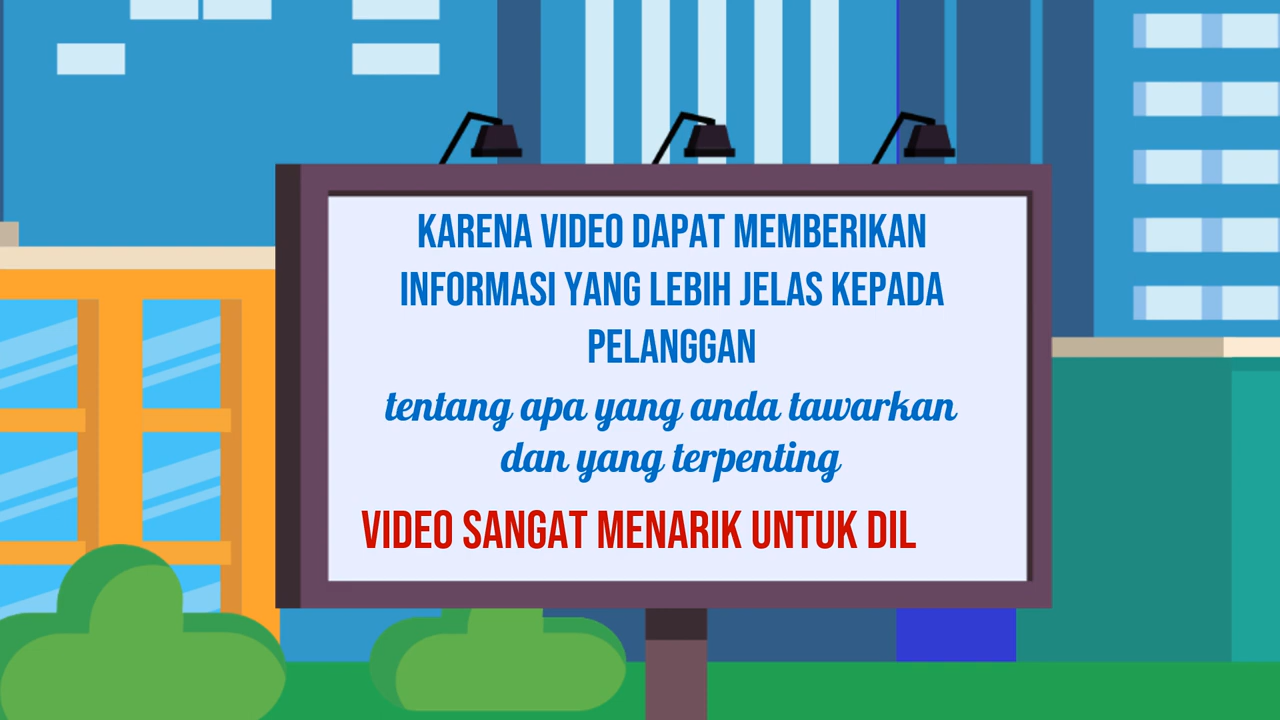 KARENA VIDEO DAPAT MEMBERIKAN
INFORMASI YANG LEBIH JELAS KEPADA
PELANGGAN
tentang apa yang anda tawarkan
dan yang terpenting
VIDEO SANGAT MENARIK UNTUK DIL